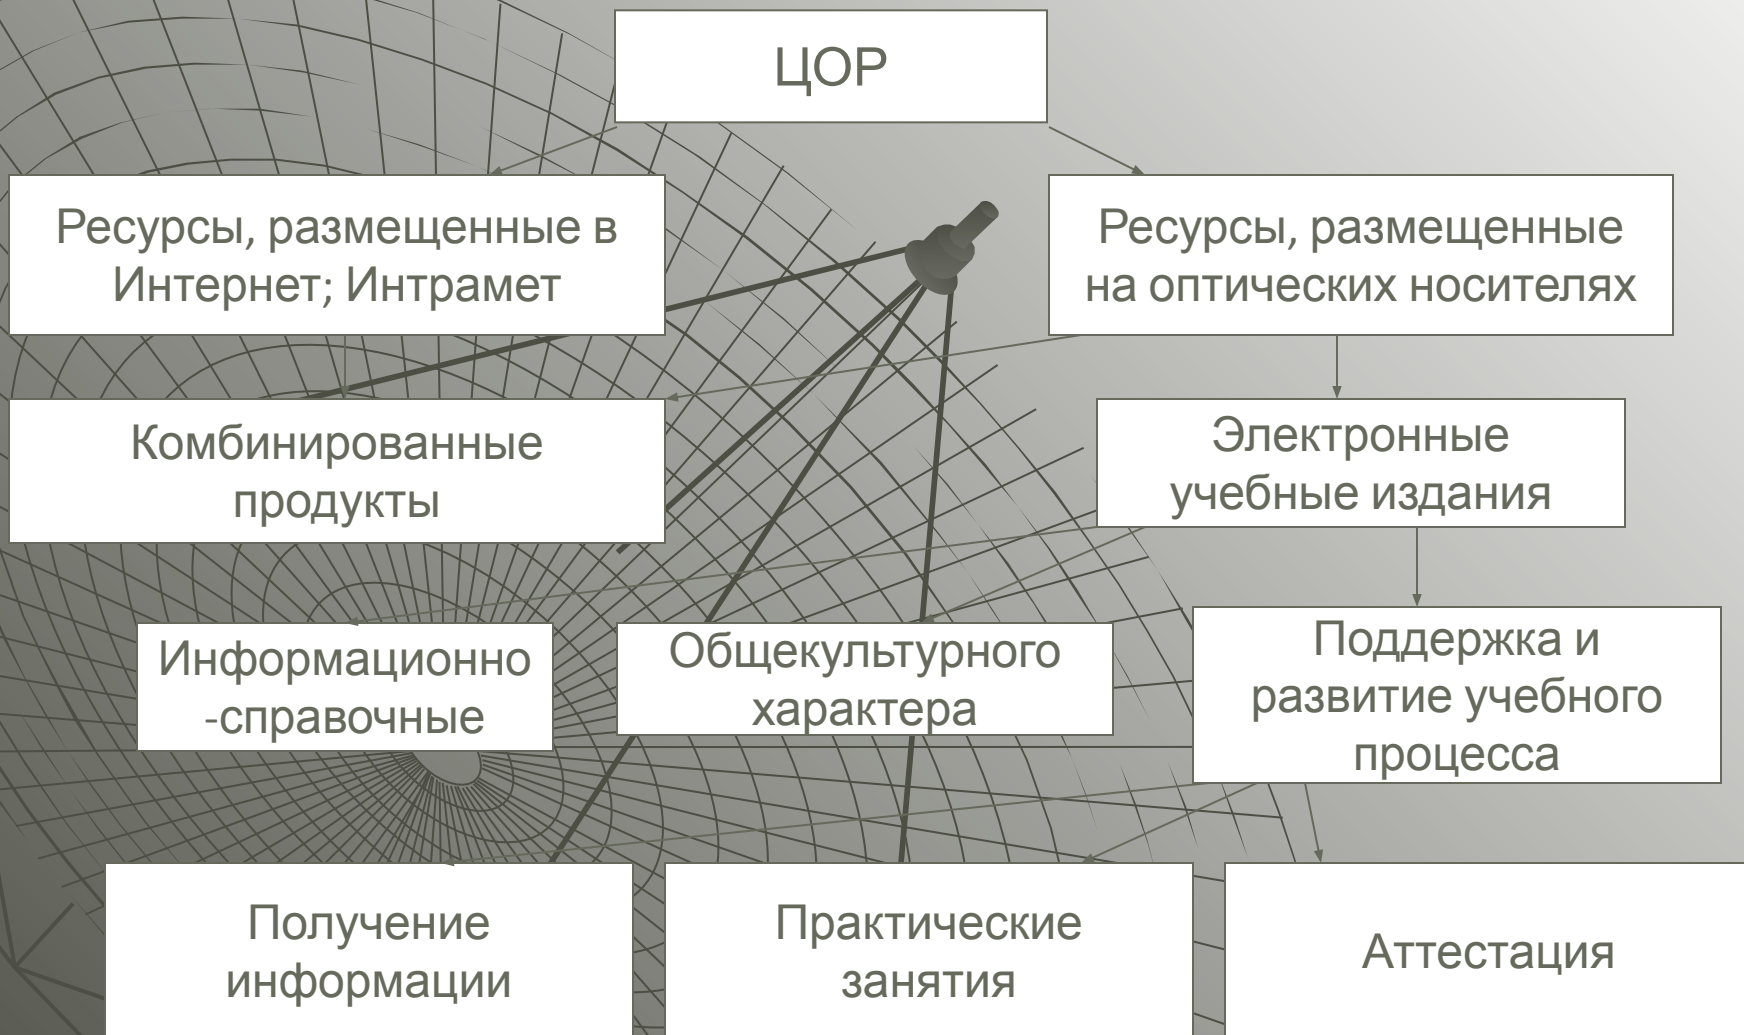 ЦОР
Ресурсы, размещенные в
Интернет; Интрамет
Ресурсы, размещенные
на оптических носителях
Комбинированные
продукты
Электронные
учебные издания
Информационно
-справочные
Общекультурного
характера
Поддержка и
развитие учебного
процесса
Получение
информации
Практические
занятия
Аттестация